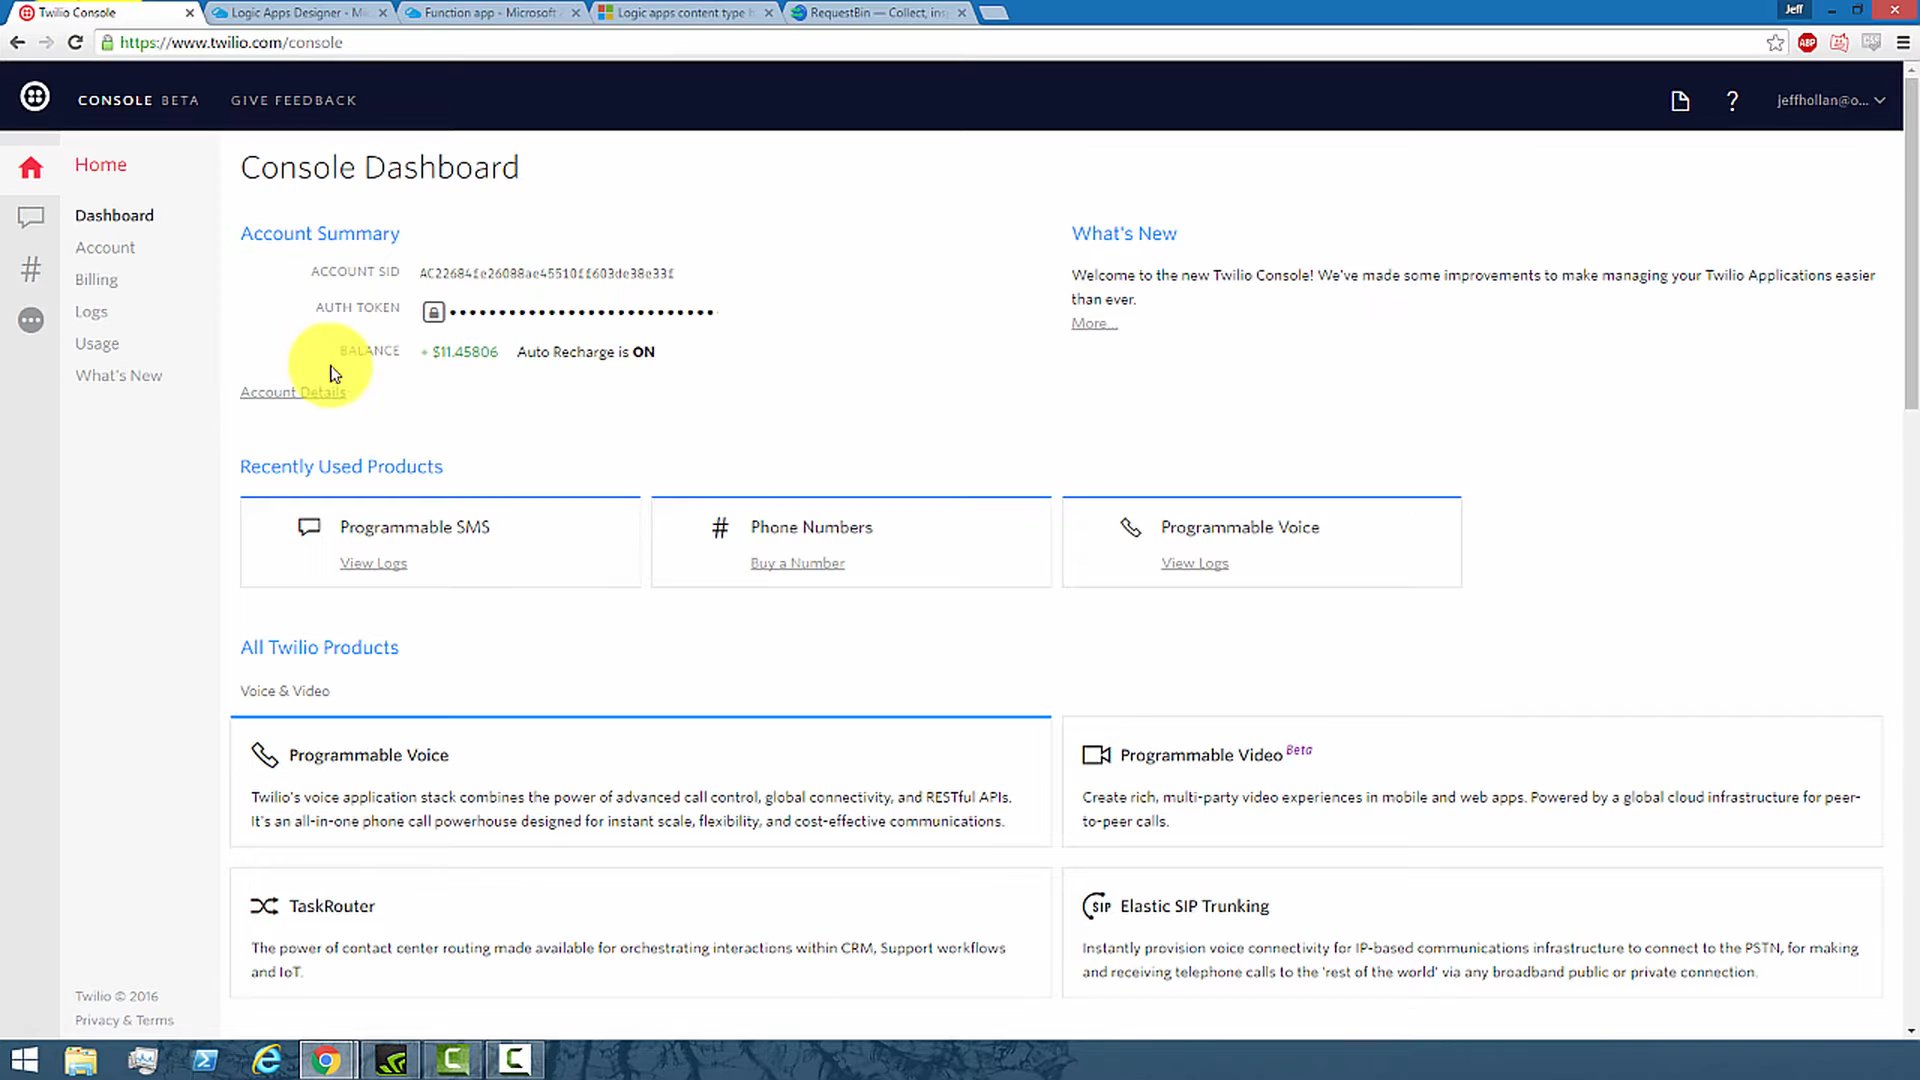 Twilio Console
Logic Apps Designer - Mi
Function app - Microsoft
Logic apps content type h
RequestBin — Collect, ins
Jeff
https://www.twilio.com/console
ABP
CONSOLE BETA
GIVE FEEDBACK
?
jeffhollan@o...
Home
Dashboard
Account
Billing
Logs
Usage
What's New
Console Dashboard
Account Summary
ACCOUNT SID AC22684fe26088ae45510ff603de38e33f
AUTH TOKEN
BALANCE + $11.45806 Auto Recharge is ON
Account Details
What's New
Welcome to the new Twilio Console! We've made some improvements to make managing your Twilio Applications easier
than ever.
More...
Recently Used Products
Programmable SMS
View Logs
# Phone Numbers
Buy a Number
Programmable Voice
View Logs
All Twilio Products
Voice & Video
Programmable Voice
Twilio's voice application stack combines the power of advanced call control, global connectivity, and RESTful APIs.
It's an all-in-one phone call powerhouse designed for instant scale, flexibility, and cost-effective communications.
Programmable Video Beta
Create rich, multi-party video experiences in mobile and web apps. Powered by a global cloud infrastructure for peer-
to-peer calls.
TaskRouter
The power of contact center routing made available for orchestrating interactions within CRM, Support workflows
and IoT.
SIP Elastic SIP Trunking
Instantly provision voice connectivity for IP-based communications infrastructure to connect to the PSTN, for making
and receiving telephone calls to the 'rest of the world' via any broadband public or private connection.
Twilio © 2016
Privacy & Terms